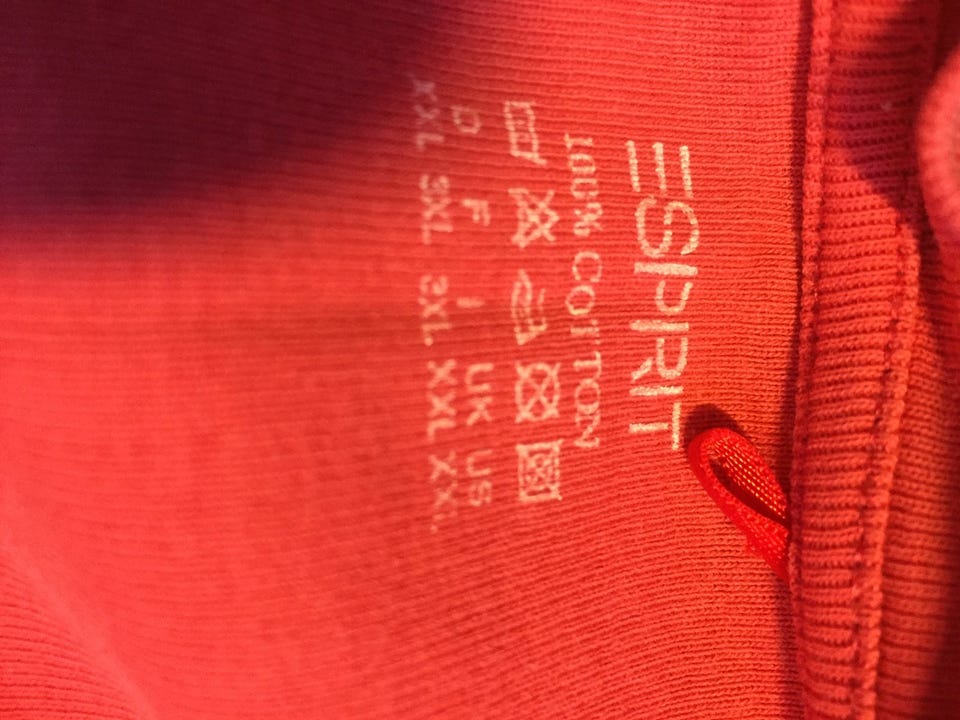 ESPRIT
100% COTTON
D F I UK US
XXL 3XL 3XL XXL XXL